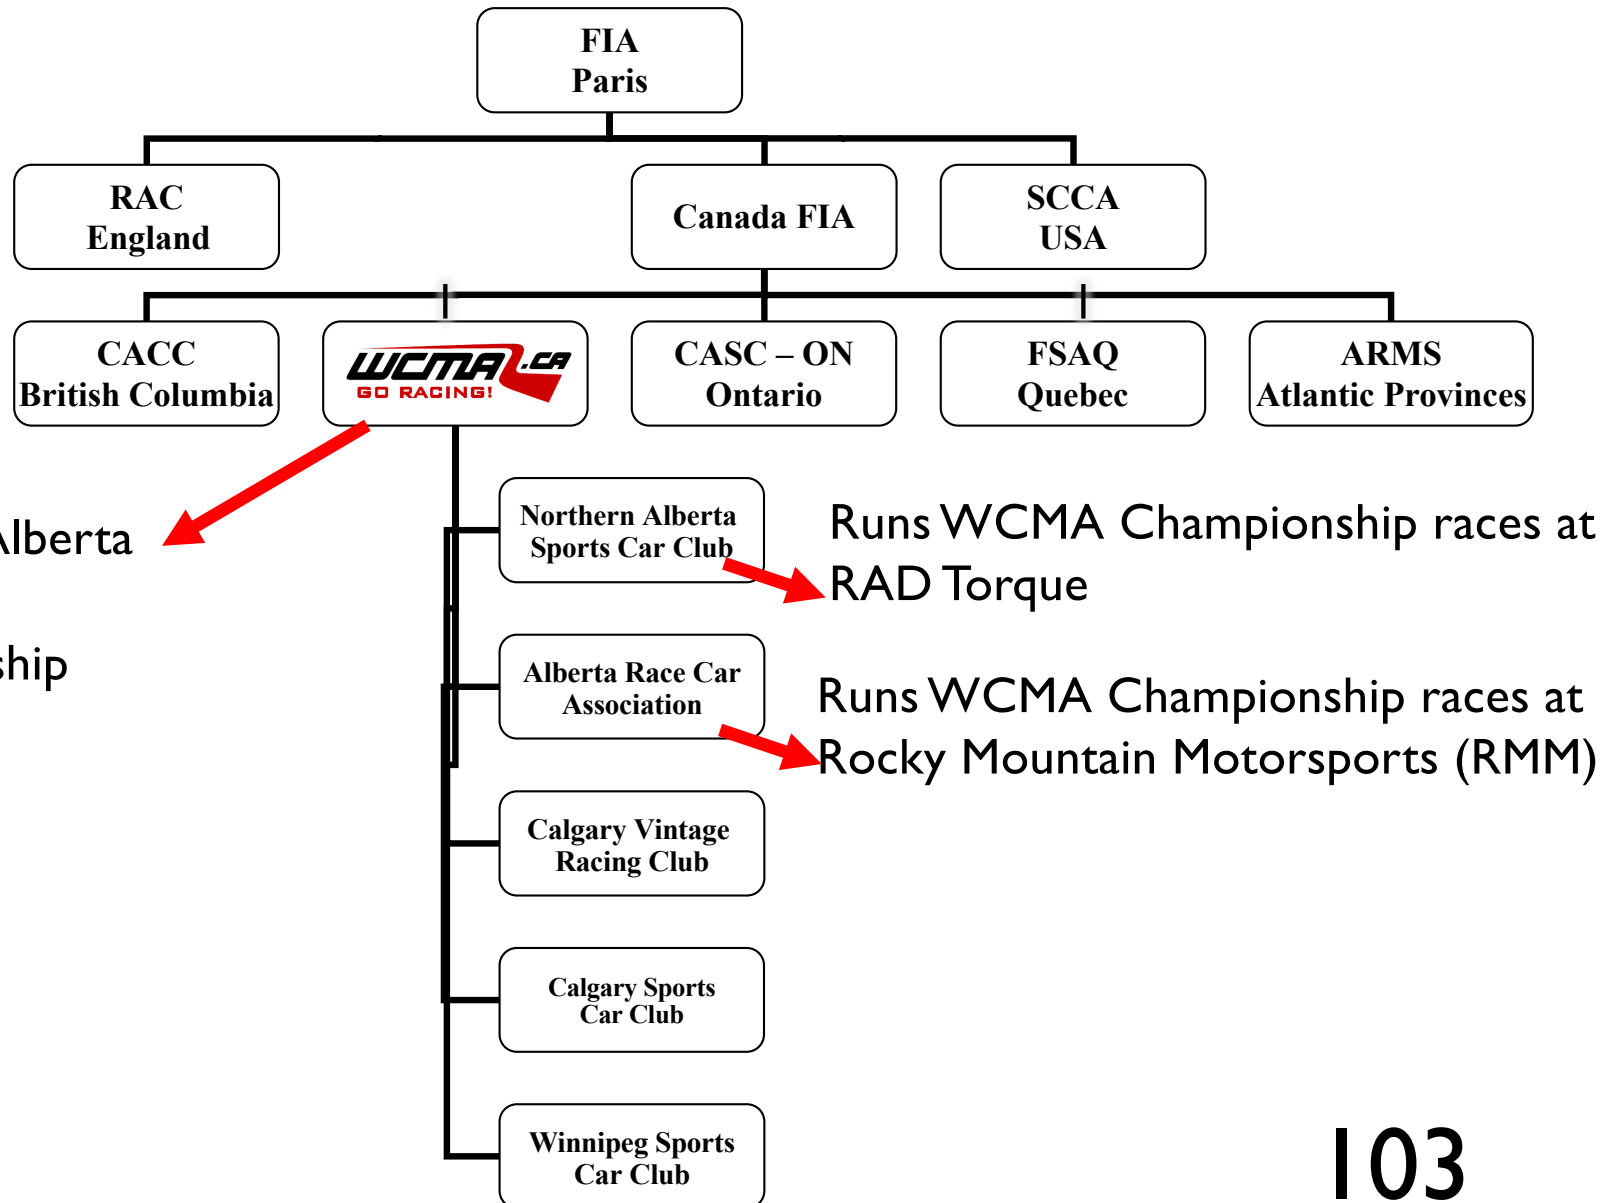 FIA
Paris
RAC
England
Canada FIA
SCCA
USA
CACC
British Columbia
WCMA.CA
GO RACING!
CASC – ON
Ontario
FSAQ
Quebec
ARMS
Atlantic Provinces
Alberta
Northern Alberta
Sports Car Club
Runs WCMA Championship races at
RAD Torque
ship
Alberta Race Car
Association
Runs WCMA Championship races at
Rocky Mountain Motorsports (RMM)
Calgary Vintage
Racing Club
Calgary Sports
Car Club
Winnipeg Sports
Car Club
103